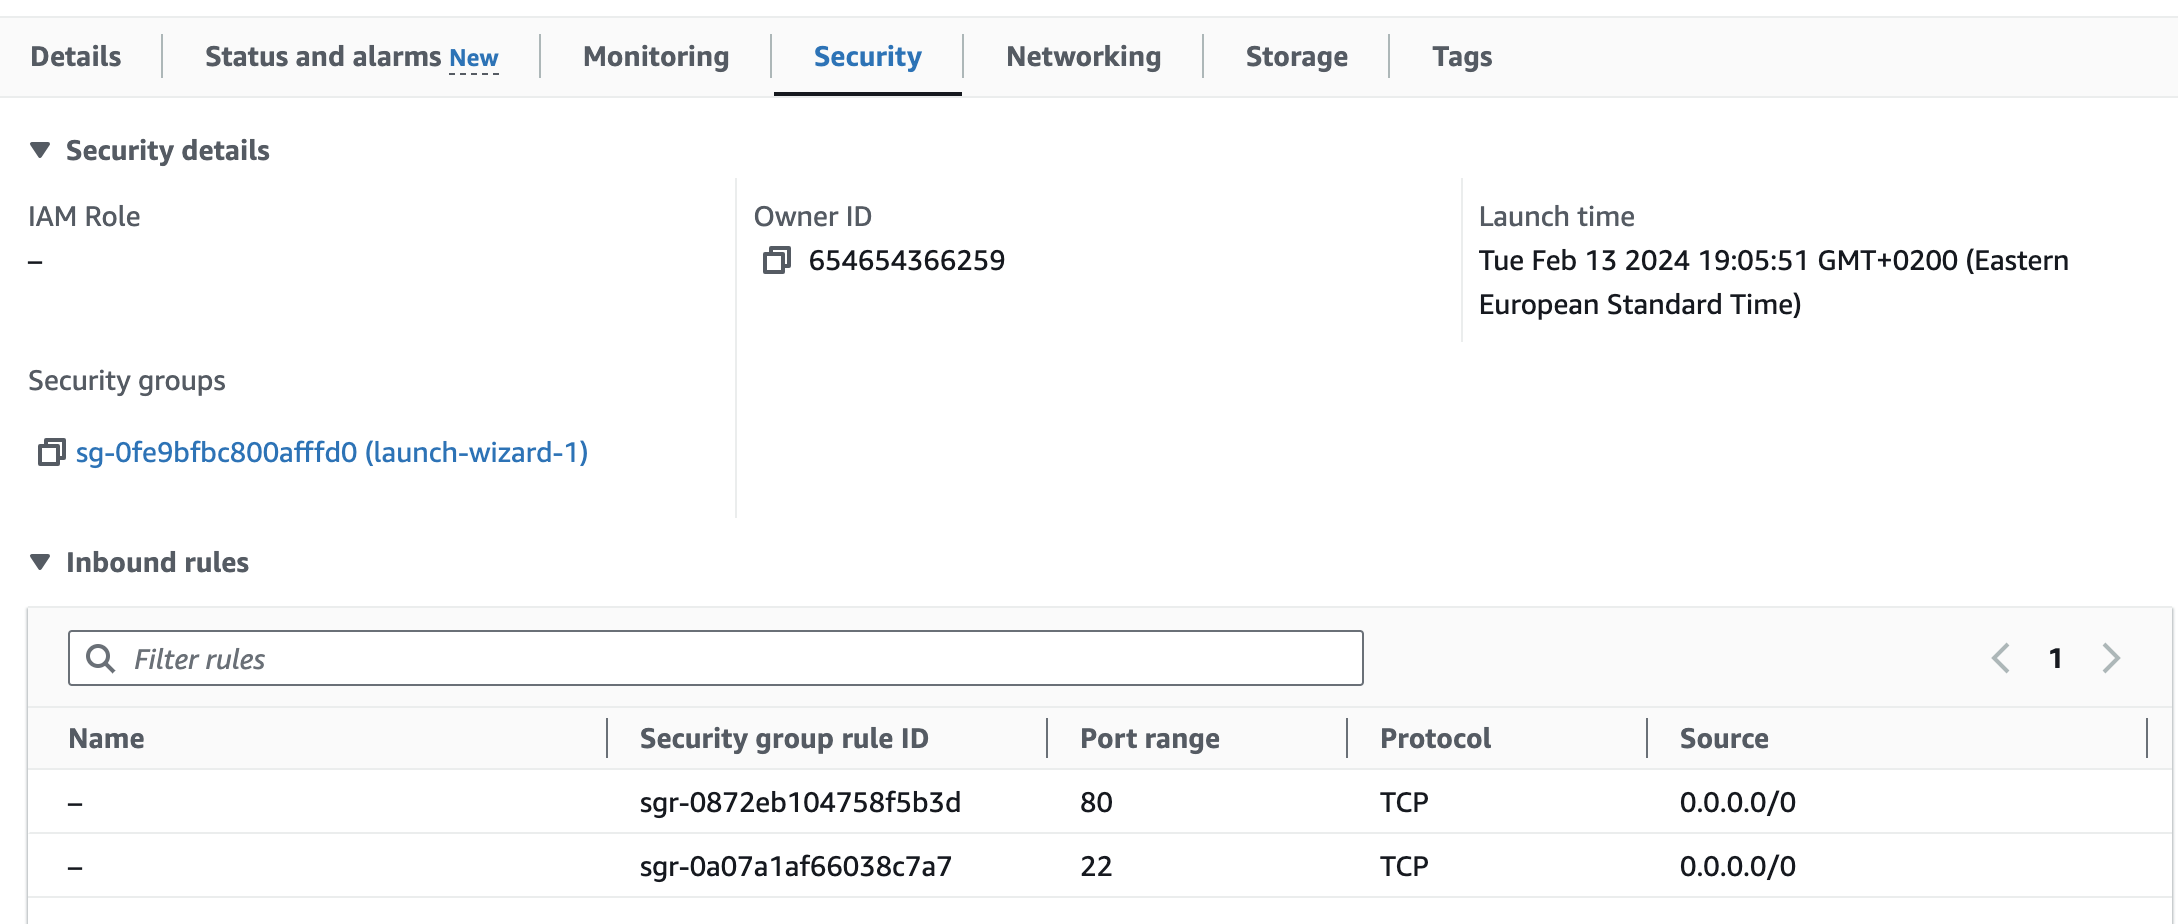 Details Status and alarms New Monitoring Security Networking Storage Tags
Security details
IAM Role
–
Owner ID
654654366259
Launch time
Tue Feb 13 2024 19:05:51 GMT+0200 (Eastern
European Standard Time)
Security groups
sg-0fe9bfbc800afffd0 (launch-wizard-1)
Inbound rules
Filter rules
1
Name Security group rule ID Port range Protocol Source
– sgr-0872eb104758f5b3d 80 TCP 0.0.0.0/0
– sgr-0a07a1af66038c7a7 22 TCP 0.0.0.0/0